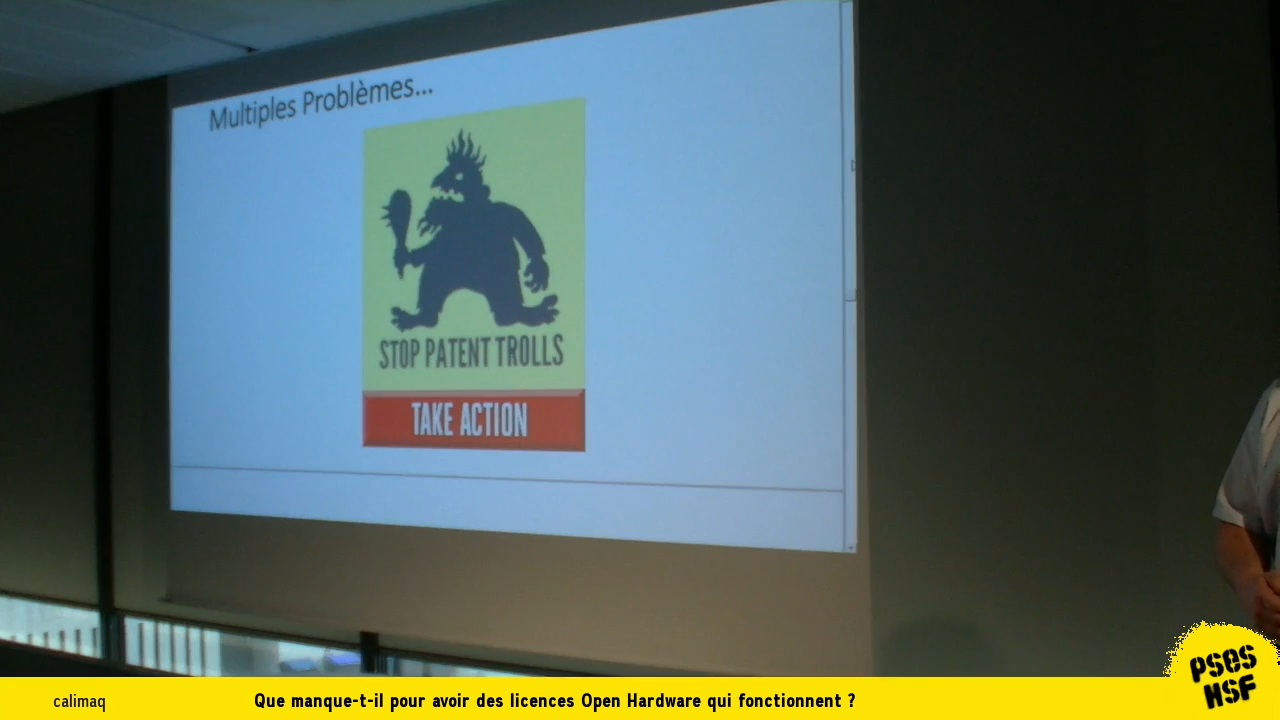 Multiples Problèmes...
STOP PATENT TROLLS
TAKE ACTION
PSES
HSF
calimaq
Que manque-t-il pour avoir des licences Open Hardware qui fonctionnent ?